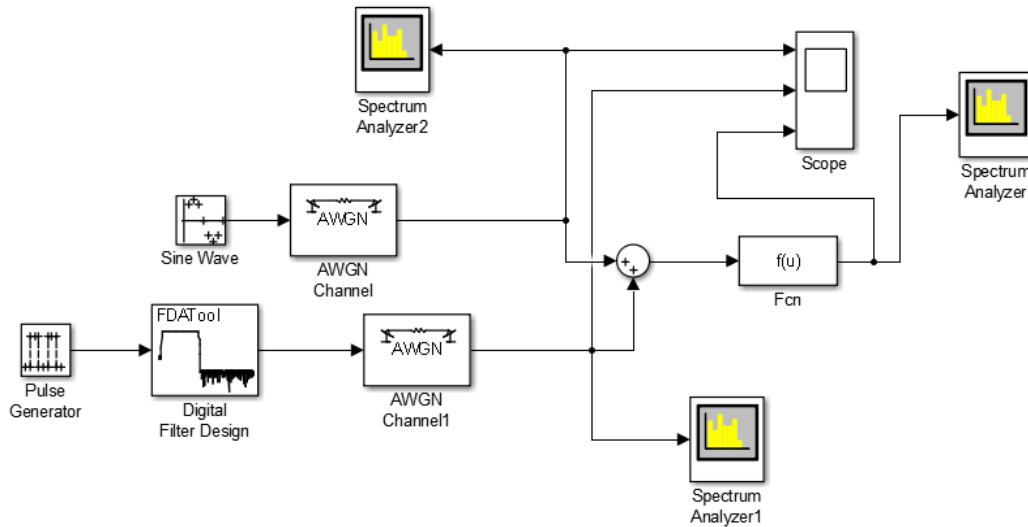 Spectrum
Analyzer2
Scope
Spectrum
Analyzer
AWGN
Sine Wave
AWGN
Channel
f(u)
Fcn
FDATool
AWGN
Pulse
Generator
Digital
Filter Design
AWGN
Channel1
Spectrum
Analyzer1